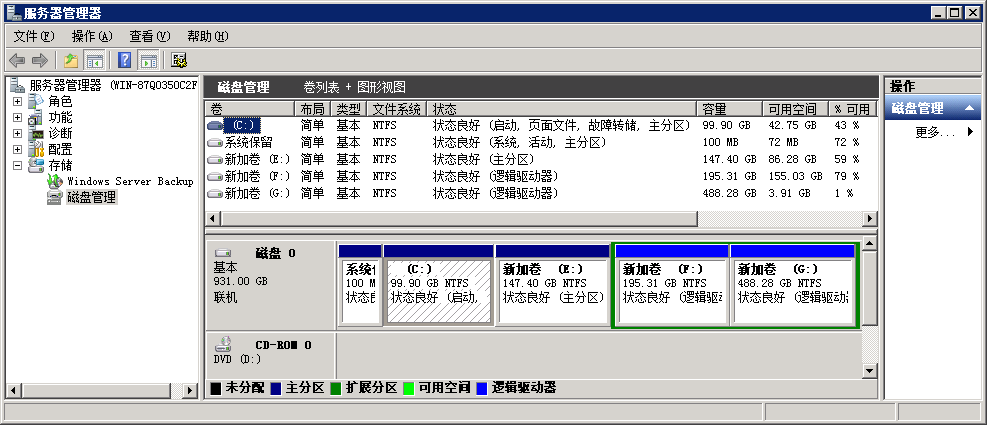 服务器管理器
文件(F) 操作(A) 查看(V) 帮助(H)
服务器管理器 (WIN-87Q0350C2F
角色
功能
诊断
配置
存储
Windows Server Backup
磁盘管理
磁盘管理 卷列表 + 图形视图
卷 布局 类型 文件系统 状态 容量 可用空间 % 可用
(C:) 简单 基本 NTFS 状态良好 (启动, 页面文件, 故障转储, 主分区) 99.90 GB 42.75 GB 43 %
系统保留 简单 基本 NTFS 状态良好 (系统, 活动, 主分区) 100 MB 72 MB 72 %
新加卷 (E:) 简单 基本 NTFS 状态良好 (主分区) 147.40 GB 86.28 GB 59 %
新加卷 (F:) 简单 基本 NTFS 状态良好 (逻辑驱动器) 195.31 GB 155.03 GB 79 %
新加卷 (G:) 简单 基本 NTFS 状态良好 (逻辑驱动器) 488.28 GB 3.91 GB 1 %
磁盘 0
基本
931.00 GB
联机
系统
100 M
状态良
(C:)
99.90 GB NTFS
状态良好 (启动,
新加卷 (E:)
147.40 GB NTFS
状态良好 (主分区)
新加卷 (F:)
195.31 GB NTFS
状态良好 (逻辑驱
新加卷 (G:)
488.28 GB NTFS
状态良好 (逻辑驱动
CD-ROM 0
DVD (D:)
未分配 主分区 扩展分区 可用空间 逻辑驱动器
操作
磁盘管理
更多...